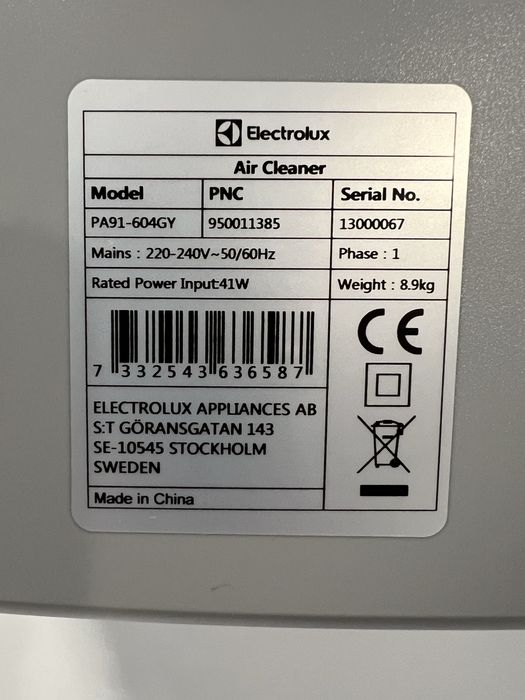 Electrolux
Air Cleaner
Model PNC Serial No.
PA91-604GY 950011385 13000067
Mains : 220-240V~50/60Hz Phase : 1
Rated Power Input:41W Weight : 8.9kg
CE
7 332543 636587
ELECTROLUX APPLIANCES AB
S:T GÖRANSGATAN 143
SE-10545 STOCKHOLM
SWEDEN
Made in China